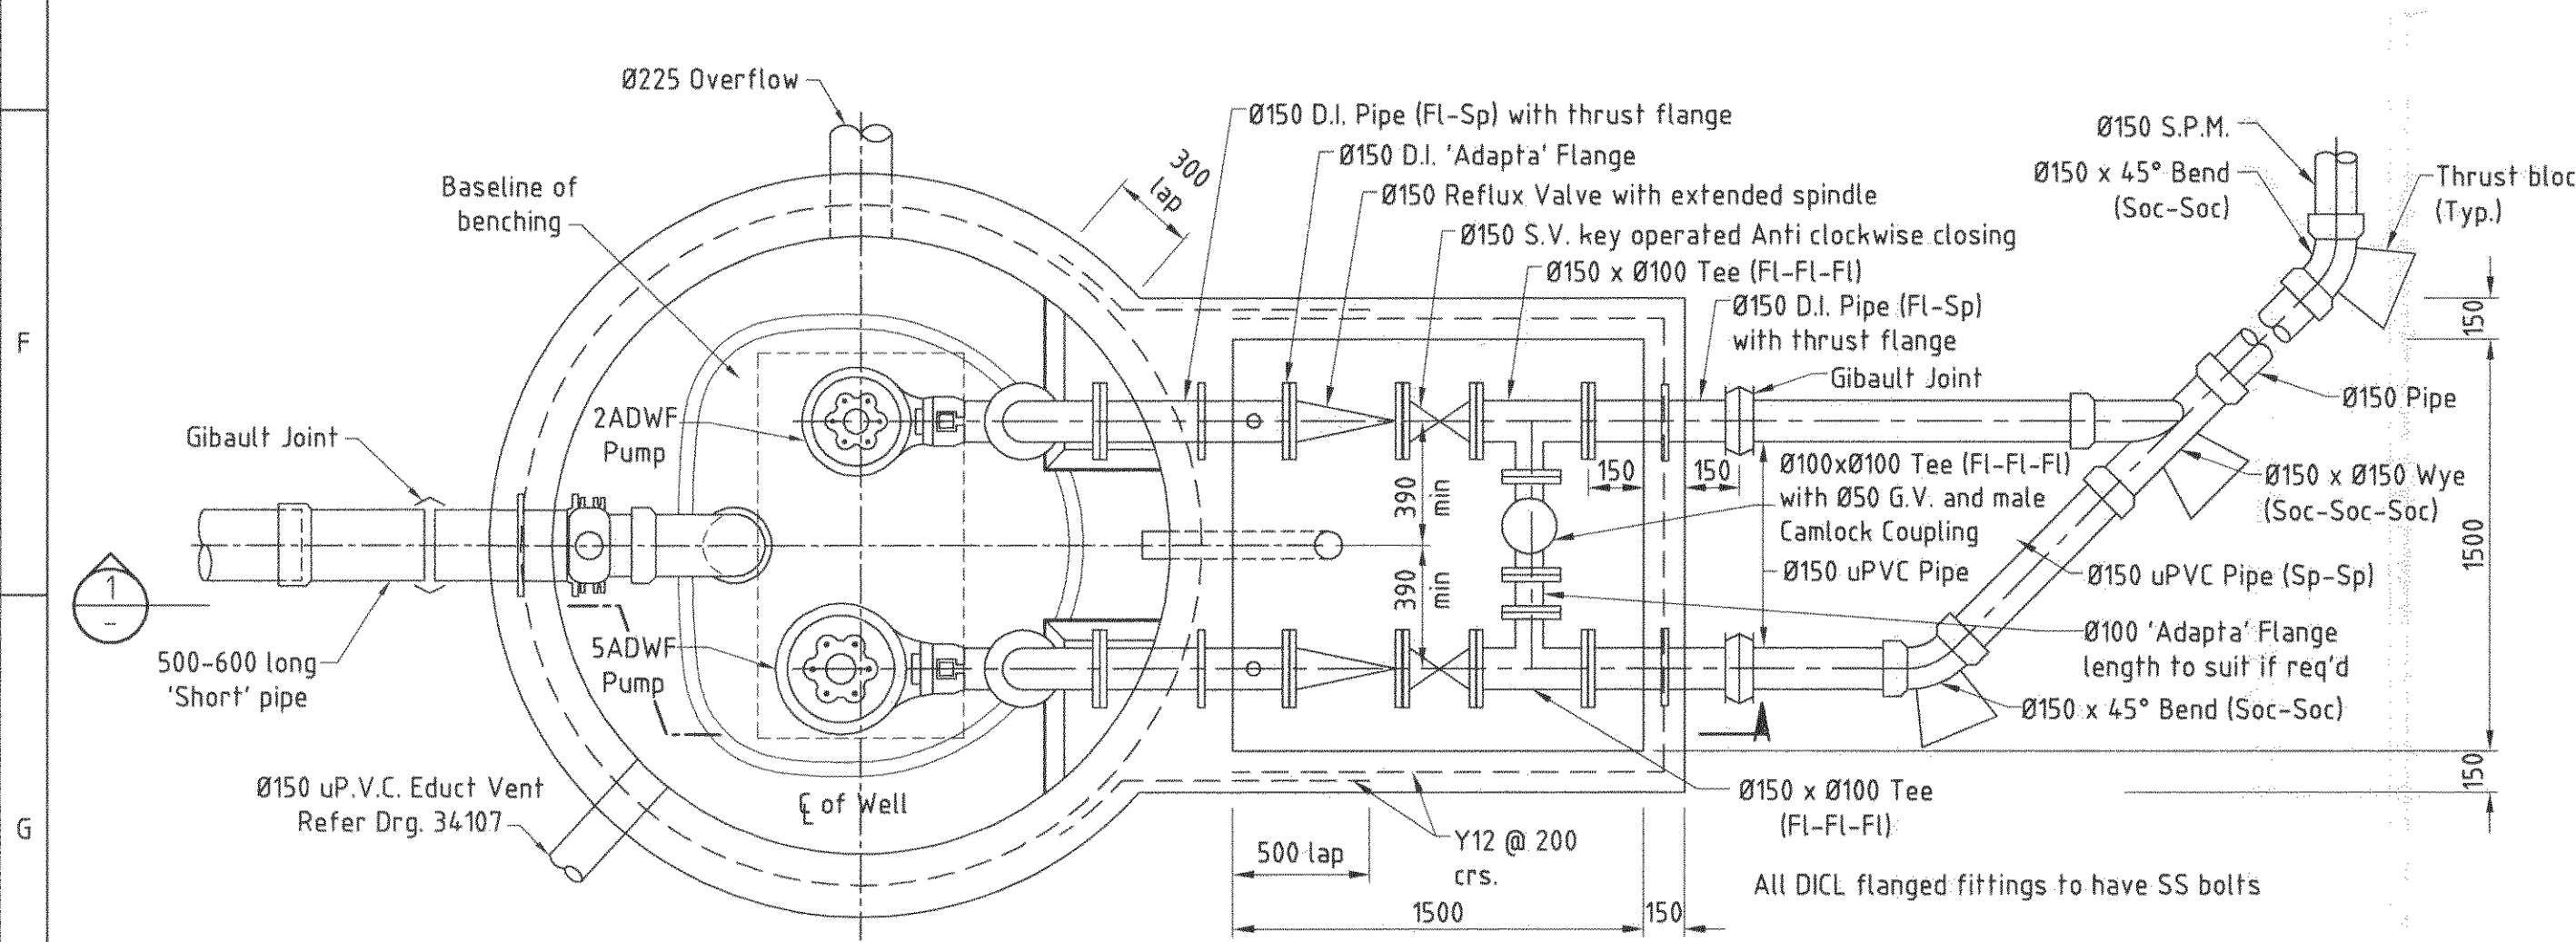 Ø225 Overflow
Baseline of
benching
300
lap
Ø150 D.I. Pipe (Fl-Sp) with thrust flange
Ø150 D.I. 'Adapta' Flange
Ø150 Reflux Valve with extended spindle
Ø150 S.V. key operated Anti clockwise closing
Ø150 x Ø100 Tee (Fl-Fl-Fl)
Ø150 D.I. Pipe (Fl-Sp)
with thrust flange
Gibault Joint
Ø150 S.P.M.
Ø150 x 45° Bend
(Soc-Soc)
Thrust bloc
(Typ.)
150
F
Ø150 Pipe
2ADWF
Pump
Gibault Joint
390
min
150
150
Ø100xØ100 Tee (Fl-Fl-Fl)
with Ø50 G.V. and male
Camlock Coupling
Ø150 uPVC Pipe
Ø150 x Ø150 Wye
(Soc-Soc-Soc)
1500
Ø150 uPVC Pipe (Sp-Sp)
1
-
390
min
500-600 long
'Short' pipe
5ADWF
Pump
Ø100 'Adapta' Flange
length to suit if req'd
Ø150 x 45° Bend (Soc-Soc)
150
Ø150 uP.V.C. Educt Vent
Refer Drg. 34107
℄ of Well
G
Ø150 x Ø100 Tee
(Fl-Fl-Fl)
500 lap
Y12 @ 200
crs.
All DICL flanged fittings to have SS bolts
1500
150